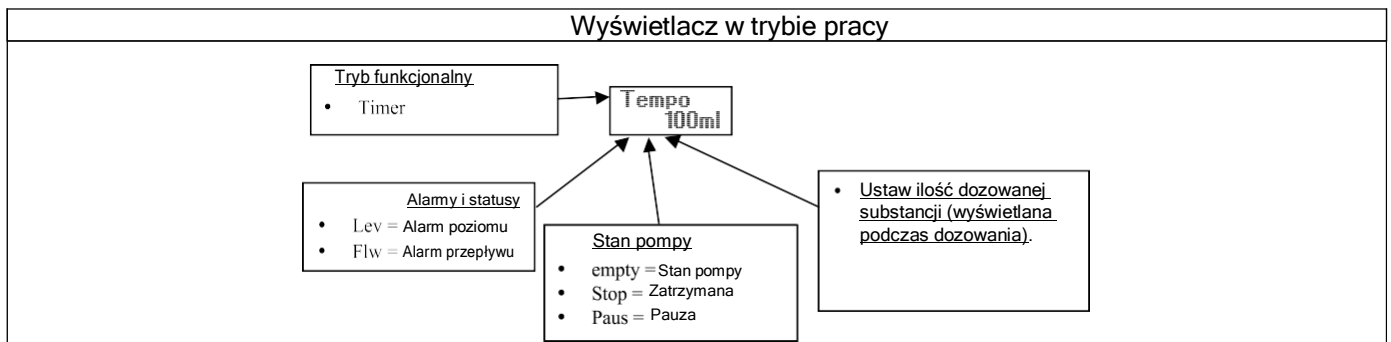 Wyświetlacz w trybie pracy
Tryb funkcjonalny
• Timer
Tempo
100ml
Alarmy i statusy
• Lev = Alarm poziomu
• Flw = Alarm przepływu
Stan pompy
• empty = Stan pompy
• Stop = Zatrzymana
• Paus = Pauza
• Ustaw ilość dozowanej
substancji (wyświetlana
podczas dozowania).